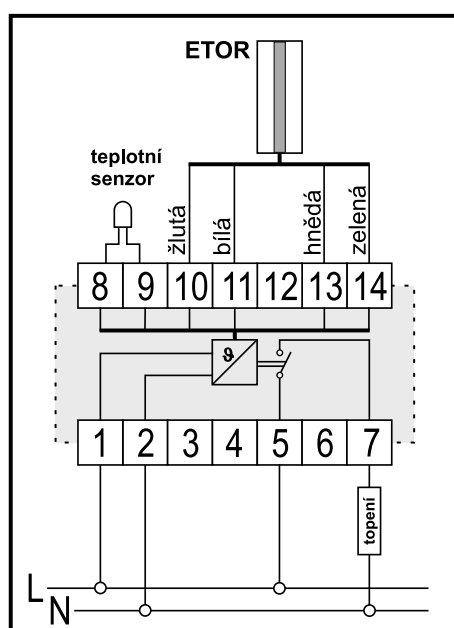 ETOR
teplotní
senzor
žlutá
bílá
hnědá
zelená
8 9 10 11 12 13 14
ϑ
1 2 3 4 5 6 7
topení
L
N